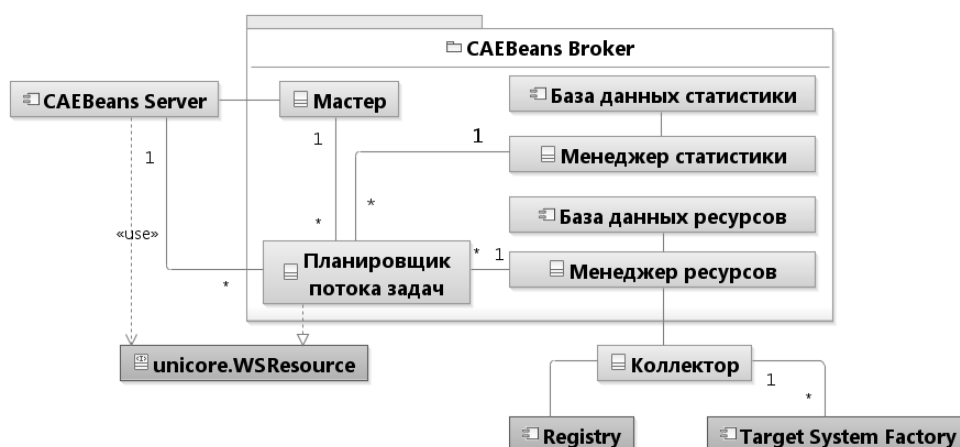 CAEBeans Broker
CAEBeans Server
Мастер
База данных статистики
1
1
1
Менеджер статистики
*
*
База данных ресурсов
«use»
Планировщик
потока задач
*
1
Менеджер ресурсов
*
unicore.WSResource
Коллектор
1
*
Registry
Target System Factory